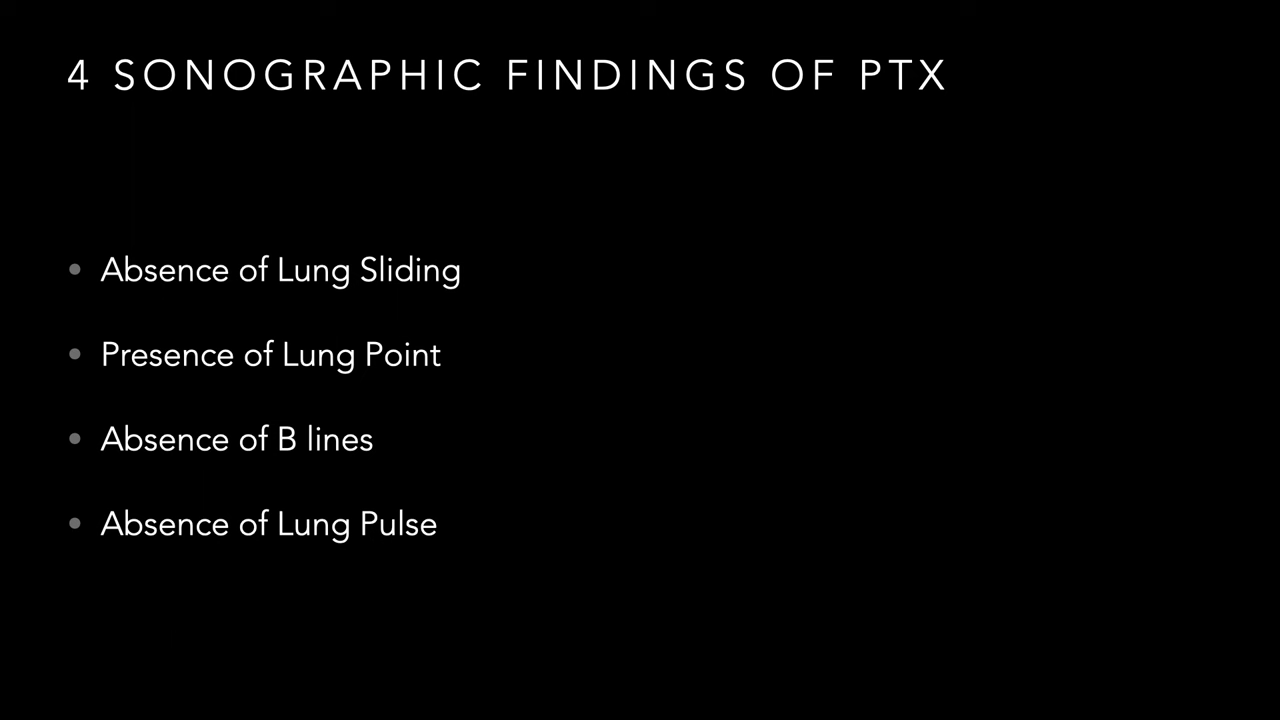 4 SONOGRAPHIC FINDINGS OF PTX
• Absence of Lung Sliding
• Presence of Lung Point
• Absence of B lines
• Absence of Lung Pulse